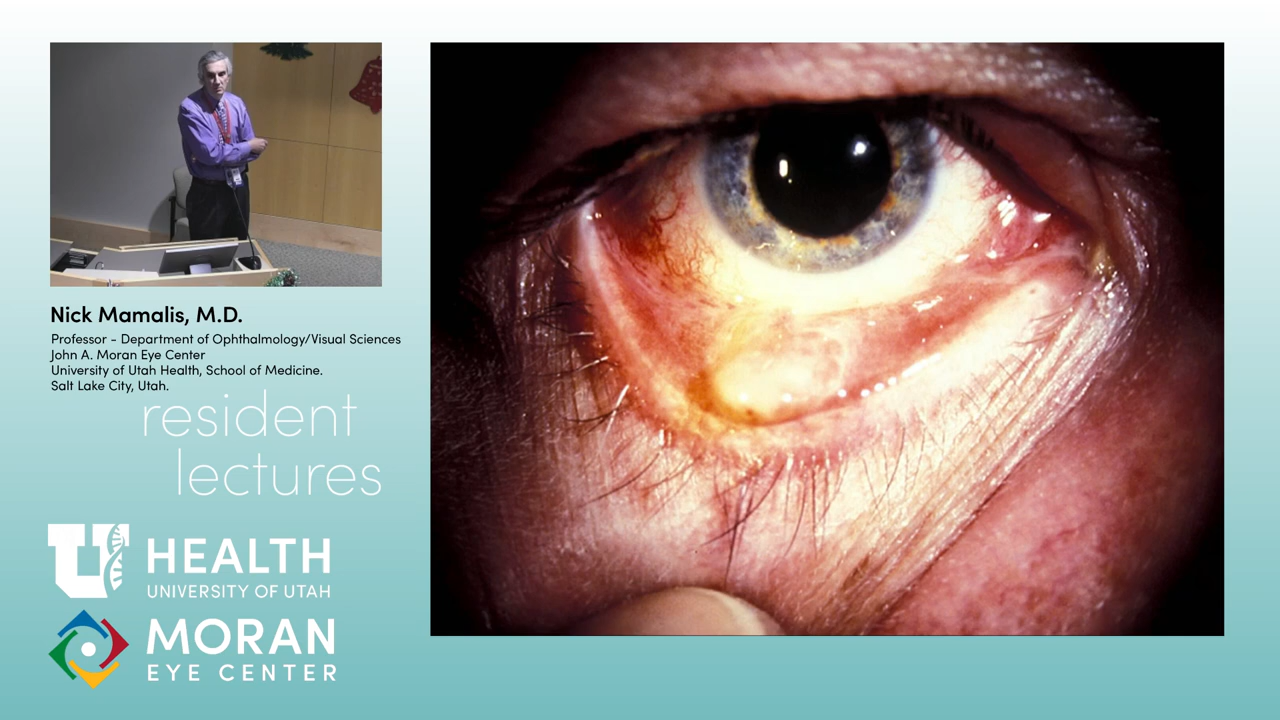 Nick Mamalis, M.D.
Professor - Department of Ophthalmology/Visual Sciences
John A. Moran Eye Center
University of Utah Health, School of Medicine.
Salt Lake City, Utah.
resident
lectures
U HEALTH
UNIVERSITY OF UTAH
MORAN
EYE CENTER